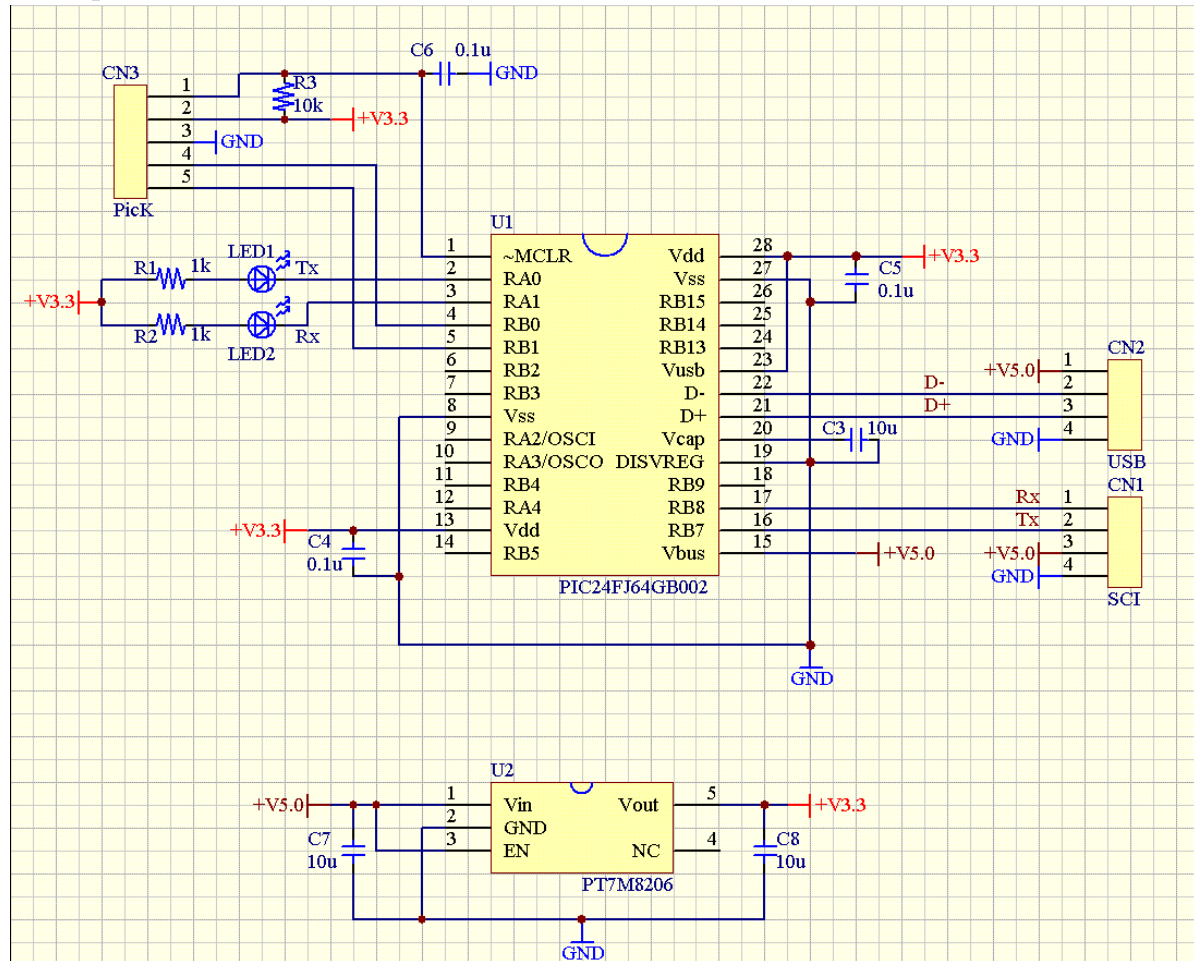 C6 0.1u
GND
CN3
1
2
3
4
5
PicK
R3
10k
+V3.3
GND
U1
LED1
R1 1k
Tx
+V3.3
R2 1k
LED2
Rx
1 ~MCLR
2 RA0
3 RA1
4 RB0
5 RB1
6 RB2
7 RB3
8 Vss
9 RA2/OSCI
10 RA3/OSCO
11 RB4
12 RA4
13 Vdd
14 RB5
Vdd 28
Vss 27
RB15 26
RB14 25
RB13 24
Vusb 23
D- 22
D+ 21
Vcap 20
DISVREG 19
RB9 18
RB8 17
RB7 16
Vbus 15
PIC24FJ64GB002
+V3.3
C5
0.1u
CN2
+V5.0 1
D- 2
D+ 3
GND 4
USB
C3 10u
CN1
Rx 1
Tx 2
+V5.0 3
GND 4
SCI
+V5.0
+V3.3
C4
0.1u
GND
U2
+V5.0
1 Vin
2 GND
3 EN
Vout 5
NC 4
+V3.3
C7
10u
C8
10u
PT7M8206
GND